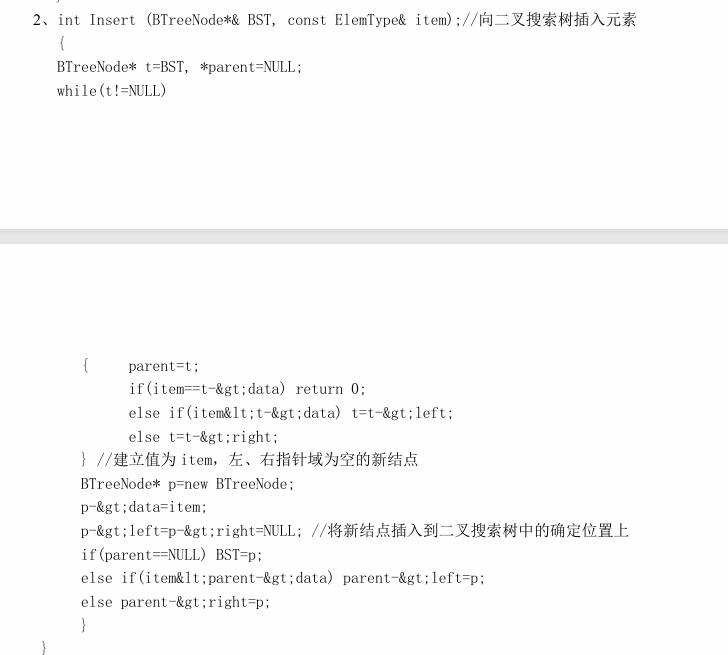 2、int Insert (BTreeNode*& BST, const ElemType& item);//向二叉搜索树插入元素
{
BTreeNode* t=BST, *parent=NULL;
while(t!=NULL)
{ parent=t;
if(item==t-&gt;data) return 0;
else if(item&lt;t-&gt;data) t=t-&gt;left;
else t=t-&gt;right;
} //建立值为 item，左、右指针域为空的新结点
BTreeNode* p=new BTreeNode;
p-&gt;data=item;
p-&gt;left=p-&gt;right=NULL; //将新结点插入到二叉搜索树中的确定位置上
if(parent==NULL) BST=p;
else if(item&lt;parent-&gt;data) parent-&gt;left=p;
else parent-&gt;right=p;
}
}